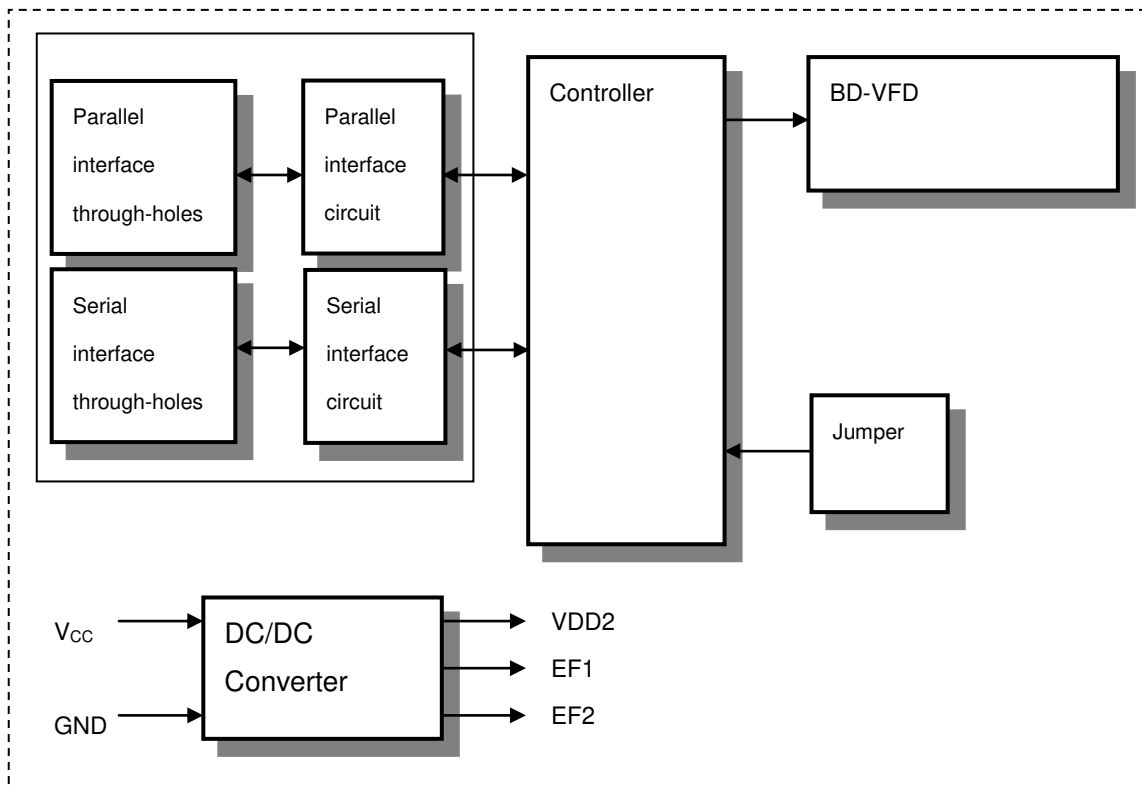 Parallel
interface
through-holes
Parallel
interface
circuit
Serial
interface
through-holes
Serial
interface
circuit
Controller
BD-VFD
Jumper
VCC
GND
DC/DC
Converter
VDD2
EF1
EF2